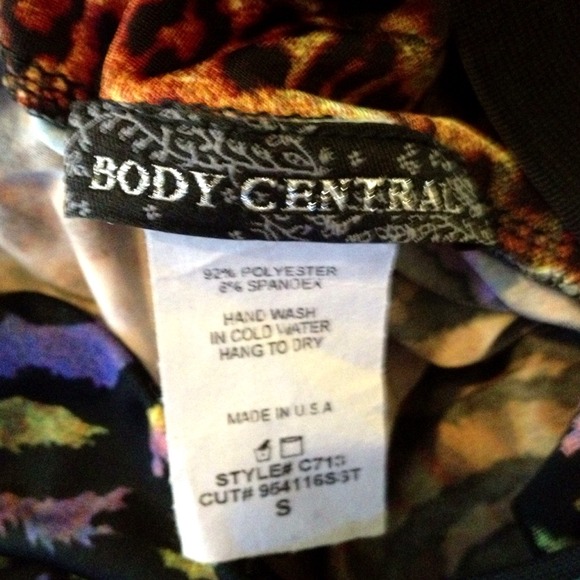 BODY CENTRAL
92% POLYESTER
8% SPANDEX
HAND WASH
IN COLD WATER
HANG TO DRY
MADE IN U.S.A
STYLE# C713
CUT# 954116SST
S